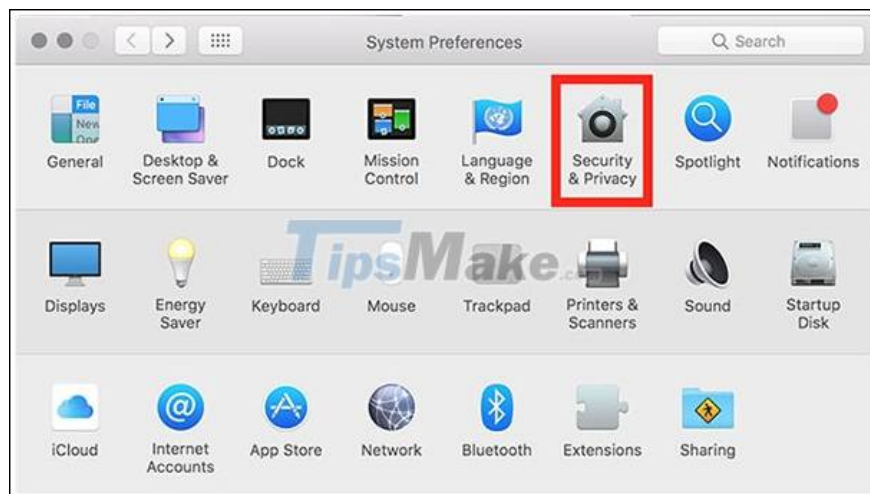 System Preferences
Search
File
New
One
General
Desktop &
Screen Saver
Dock
Mission
Control
Language
& Region
Security
& Privacy
Spotlight
Notifications
TipsMake.com
Displays
Energy
Saver
Keyboard
Mouse
Trackpad
Printers &
Scanners
Sound
Startup
Disk
iCloud
@
Internet
Accounts
App Store
Network
Bluetooth
Extensions
Sharing